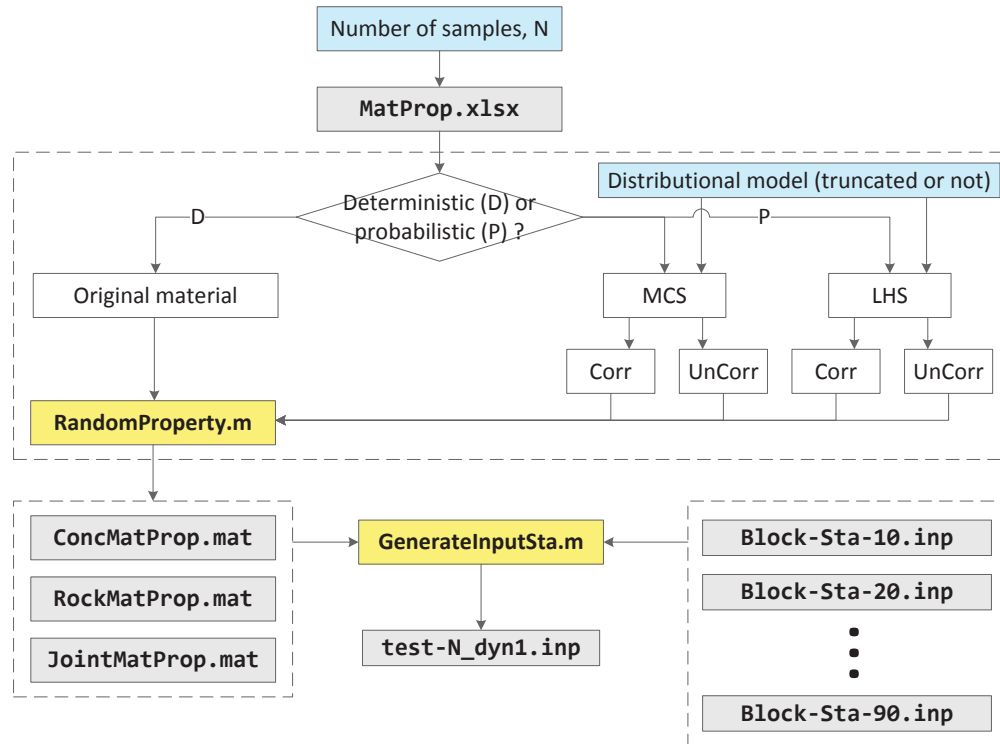 Number of samples, N
MatProp.xlsx
Distributional model (truncated or not)
Deterministic (D) or
probabilistic (P) ?
D
P
Original material
MCS
LHS
Corr
UnCorr
Corr
UnCorr
RandomProperty.m
ConcMatProp.mat
RockMatProp.mat
JointMatProp.mat
GenerateInputSta.m
test-N_dyn1.inp
Block-Sta-10.inp
Block-Sta-20.inp
Block-Sta-90.inp